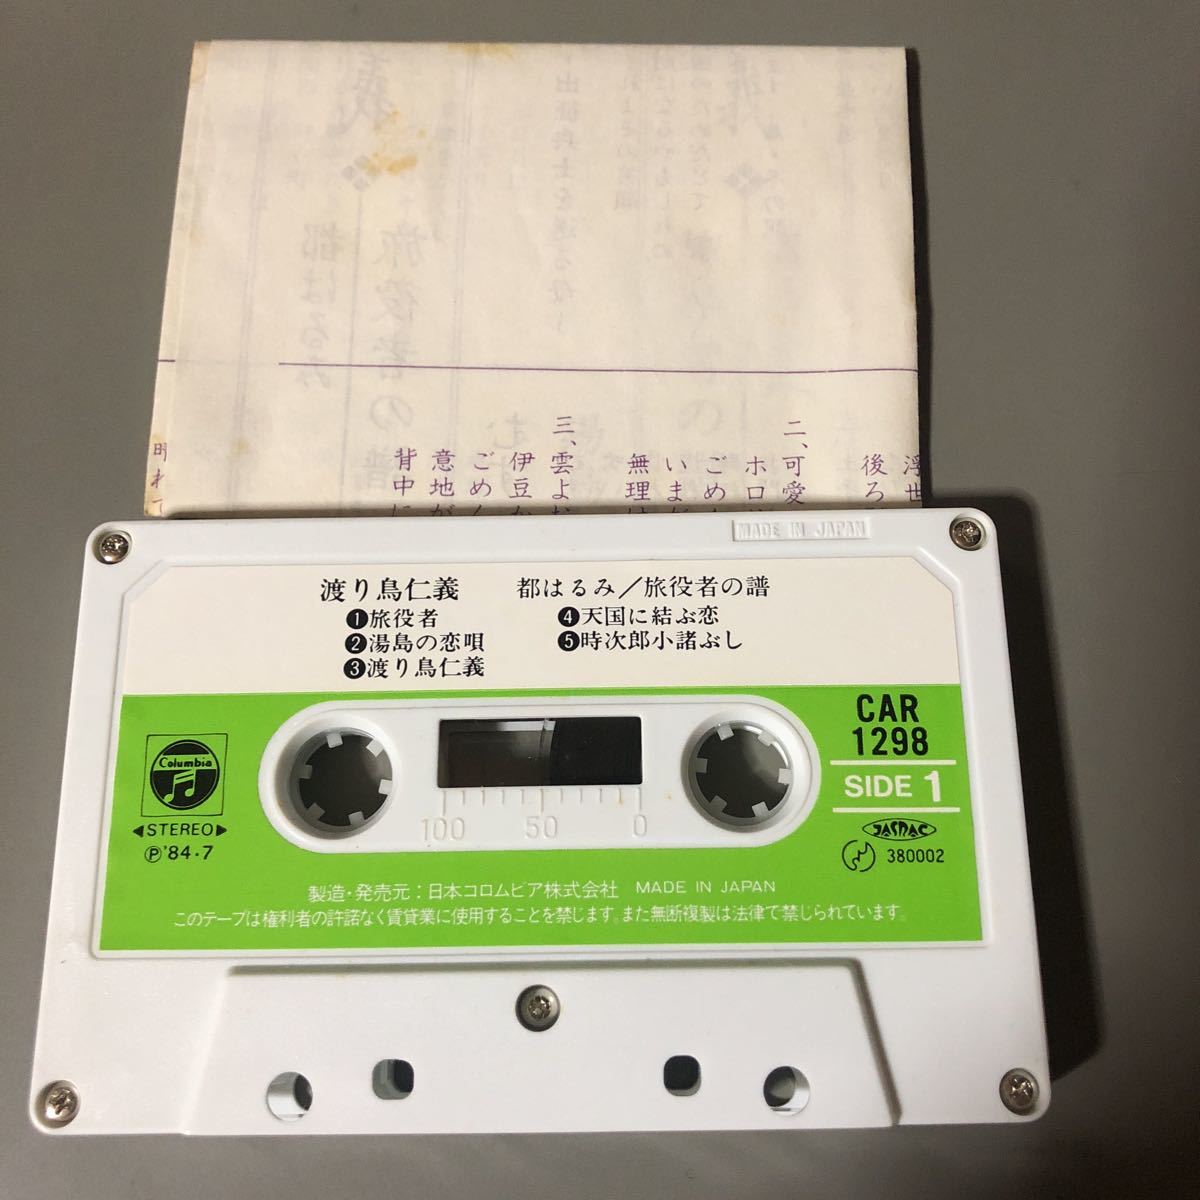 浮世
後ろ
二、可愛
ホロ
ごめ
いまだ
無理は
三、雲よ
伊豆か
ごめん
意地が
背中に
明れて
MADE IN JAPAN
渡り鳥仁義　都はるみ／旅役者の譜
❶旅役者
❷湯島の恋唄
❸渡り鳥仁義
❹天国に結ぶ恋
❺時次郎小諸ぶし
Columbia
◀STEREO▶
Ⓟ'84・7
100 50 0
CAR
1298
SIDE 1
JASRAC
380002
製造・発売元：日本コロムビア株式会社　MADE IN JAPAN
このテープは権利者の許諾なく賃貸業に使用することを禁じます。また無断複製は法律で禁じられています。